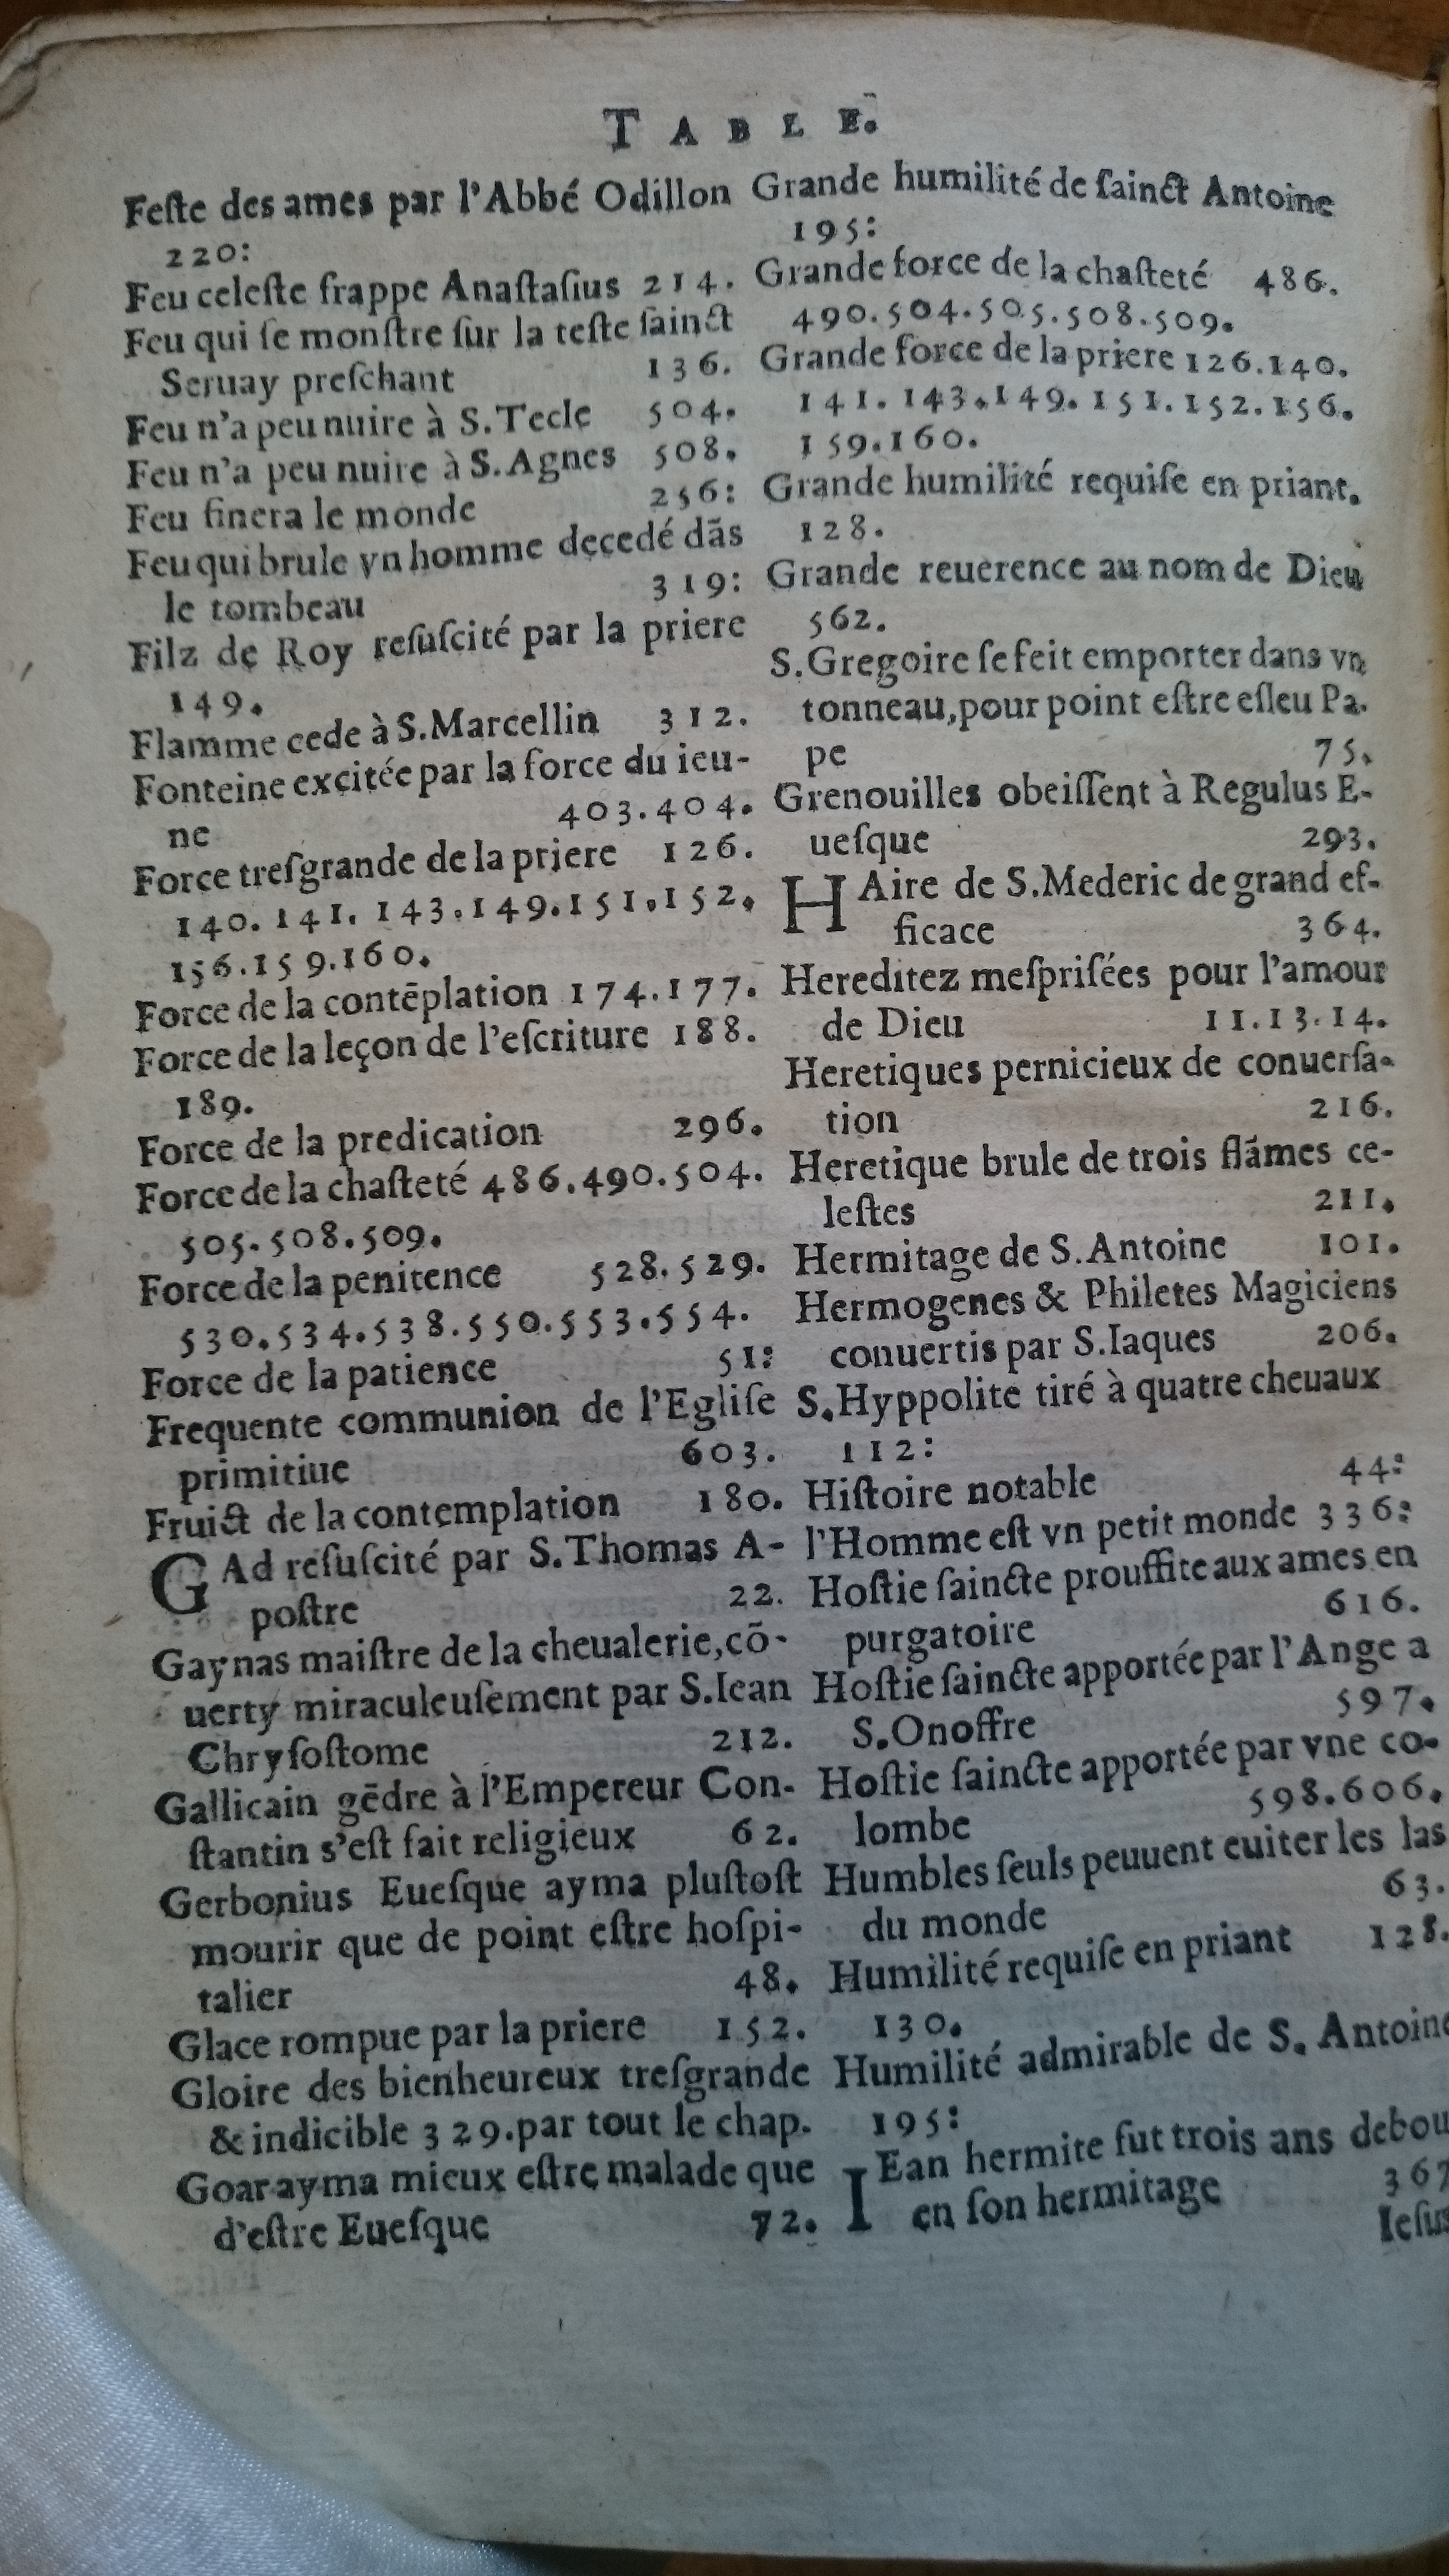 TABLE.
Feſte des ames par l'Abbé Odillon
220:
Feu celeſte frappe Anaſtaſius 214.
Feu qui ſe monſtre ſur la teſte ſainct
Seruay preſchant 136.
Feu n'a peu nuire à S.Tecle 504.
Feu n'a peu nuire à S.Agnes 508.
Feu finera le monde 256:
Feu qui brule vn homme decedé dãs
le tombeau 319:
Filz de Roy reſuſcité par la priere
149.
Flamme cede à S.Marcellin 312.
Fonteine excitée par la force du ieu-
ne 403.404.
Force treſgrande de la priere 126.
140.141.143.149.151.152.
156.159.160.
Force de la contẽplation 174.177.
Force de la leçon de l'eſcriture 188.
189.
Force de la predication 296.
Force de la chaſteté 486.490.504.
505.508.509.
Force de la penitence 528.529.
530.534.538.550.553.554.
Force de la patience 51:
Frequente communion de l'Egliſe
primitiue 603.
Fruict de la contemplation 180.
GAd reſuſcité par S.Thomas A-
poſtre 22.
Gaynas maiſtre de la cheualerie,cõ-
uerty miraculeuſement par S.Iean
Chryſoſtome 212.
Gallicain gẽdre à l'Empereur Con-
ſtantin s'eſt fait religieux 62.
Gerbonius Eueſque ayma pluſtoſt
mourir que de point eſtre hoſpi-
talier 48.
Glace rompue par la priere 152.
Gloire des bienheureux treſgrande
& indicible 329.par tout le chap.
Goar ayma mieux eſtre malade que
d'eſtre Eueſque 72.
Grande humilité de ſainct Antoine
195:
Grande force de la chaſteté 486.
490.504.505.508.509.
Grande force de la priere 126.140.
141.143.149.151.152.156.
159.160.
Grande humilité requiſe en priant.
128.
Grande reuerence au nom de Dieu
562.
S.Gregoire ſe feit emporter dans vn
tonneau,pour point eſtre eſleu Pa-
pe 75.
Grenouilles obeiſſent à Regulus E-
ueſque 293.
HAire de S.Mederic de grand ef-
ficace 364.
Hereditez meſpriſées pour l'amour
de Dieu 11.13.14.
Heretiques pernicieux de conuerſa-
tion 216.
Heretique brule de trois flãmes ce-
leſtes 211.
Hermitage de S.Antoine 101.
Hermogenes & Philetes Magiciens
conuertis par S.Iaques 206.
S.Hyppolite tiré à quatre cheuaux
112:
Hiſtoire notable 44:
l'Homme eſt vn petit monde 336:
Hoſtie ſaincte prouffite aux ames en
purgatoire 616.
Hoſtie ſaincte apportée par l'Ange a
S.Onoffre 597.
Hoſtie ſaincte apportée par vne co-
lombe 598.606.
Humbles ſeuls peuuent euiter les las
du monde 63.
Humilité requiſe en priant 128.
130.
Humilité admirable de S. Antoine
195:
IEan hermite fut trois ans debou
en ſon hermitage 367
Ieſus